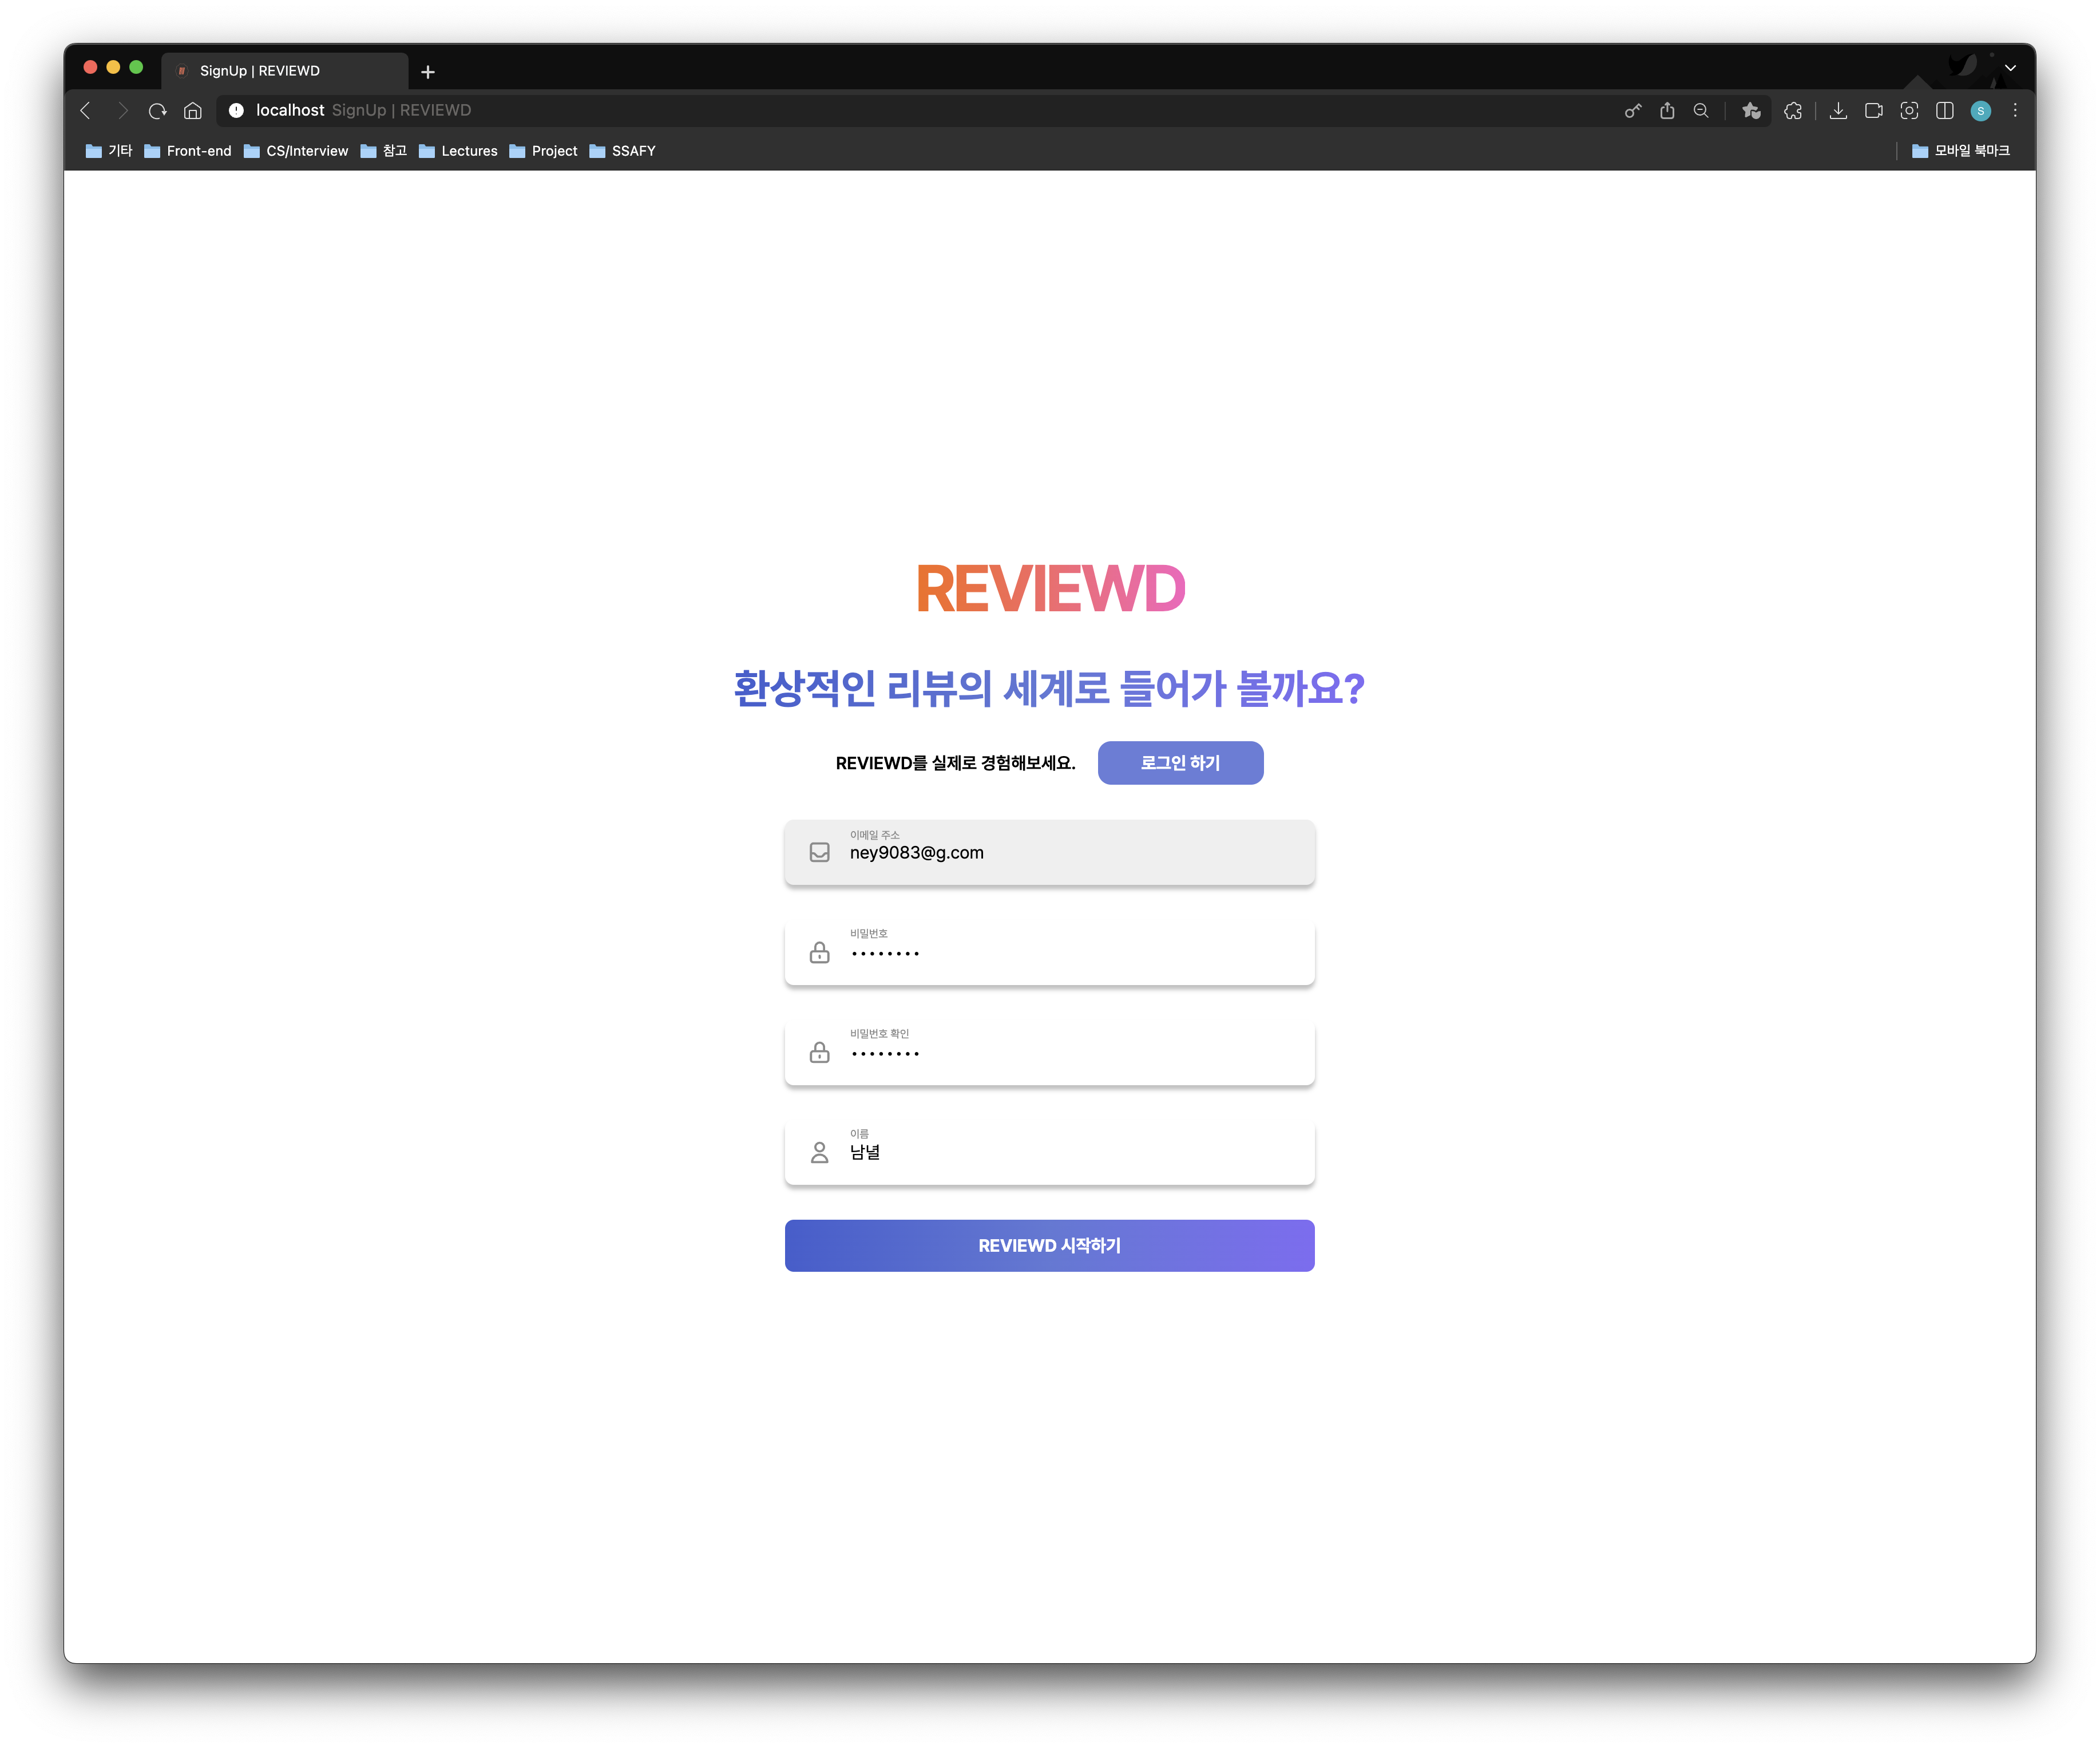 SignUp | REVIEWD
localhost SignUp | REVIEWD
기타 Front-end CS/Interview 참고 Lectures Project SSAFY 모바일 북마크
REVIEWD
환상적인 리뷰의 세계로 들어가 볼까요?
REVIEWD를 실제로 경험해보세요. 로그인 하기
이메일 주소
ney9083@g.com
비밀번호
••••••••
비밀번호 확인
••••••••
이름
남녈
REVIEWD 시작하기